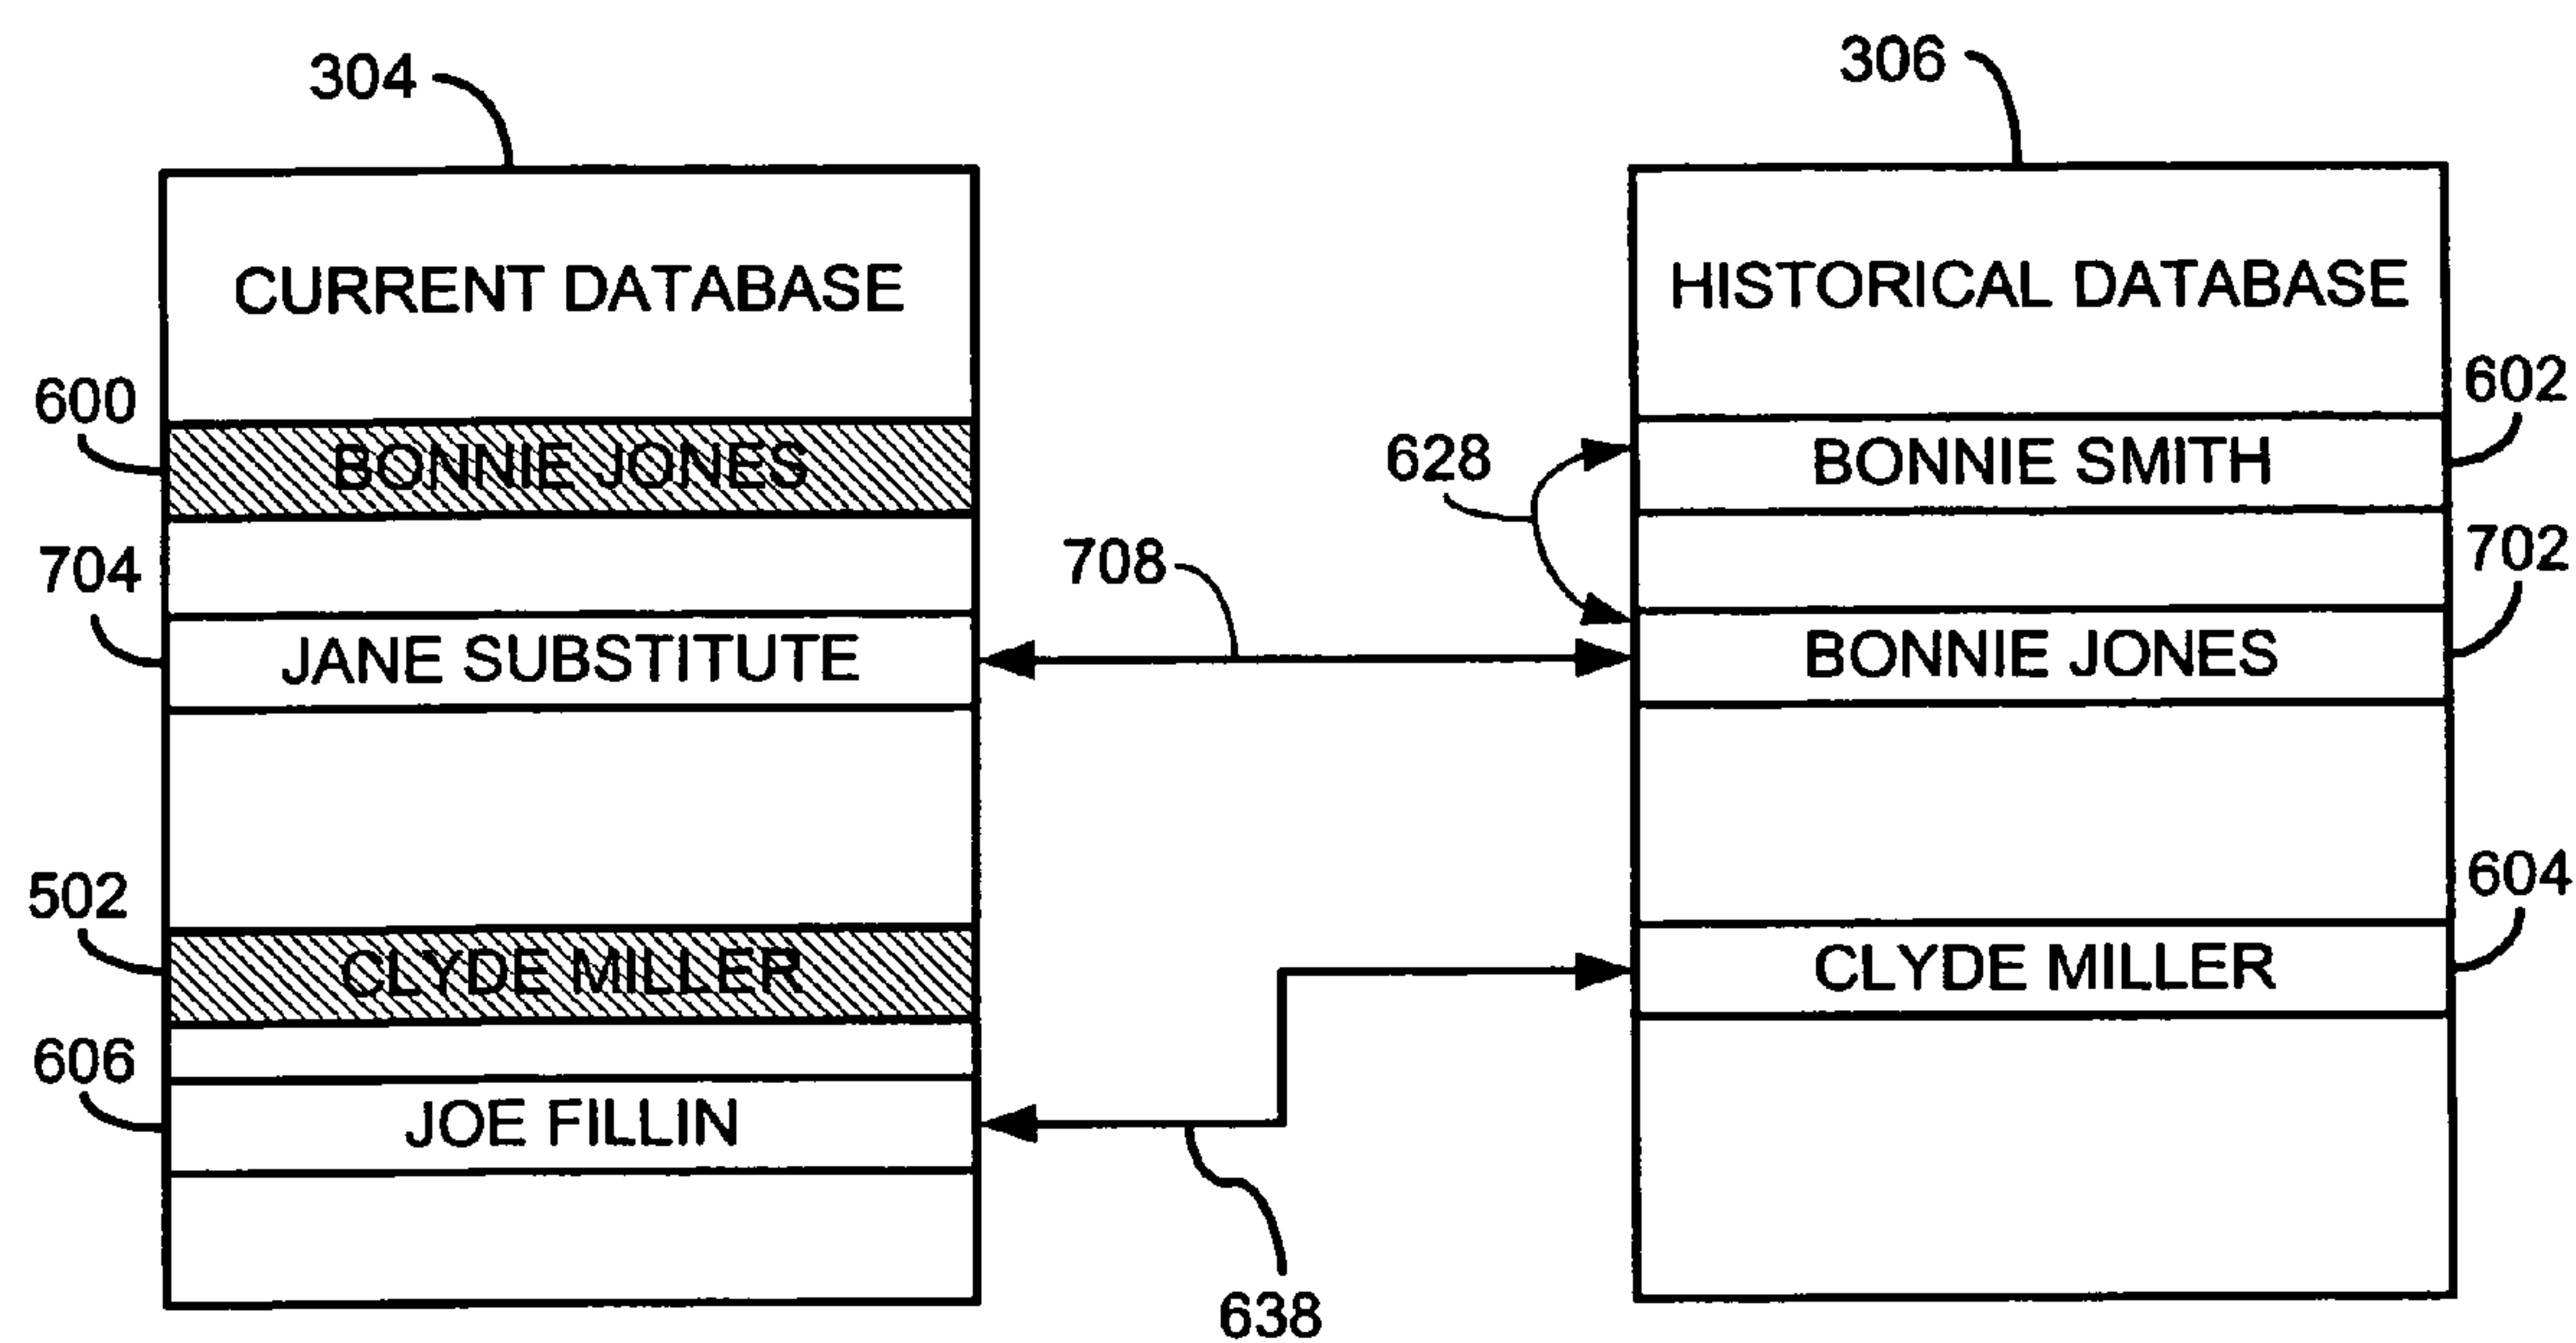 304
306
CURRENT DATABASE
HISTORICAL DATABASE
600
BONNIE JONES
602
BONNIE SMITH
628
704
JANE SUBSTITUTE
708
702
BONNIE JONES
502
CLYDE MILLER
604
CLYDE MILLER
606
JOE FILLIN
638